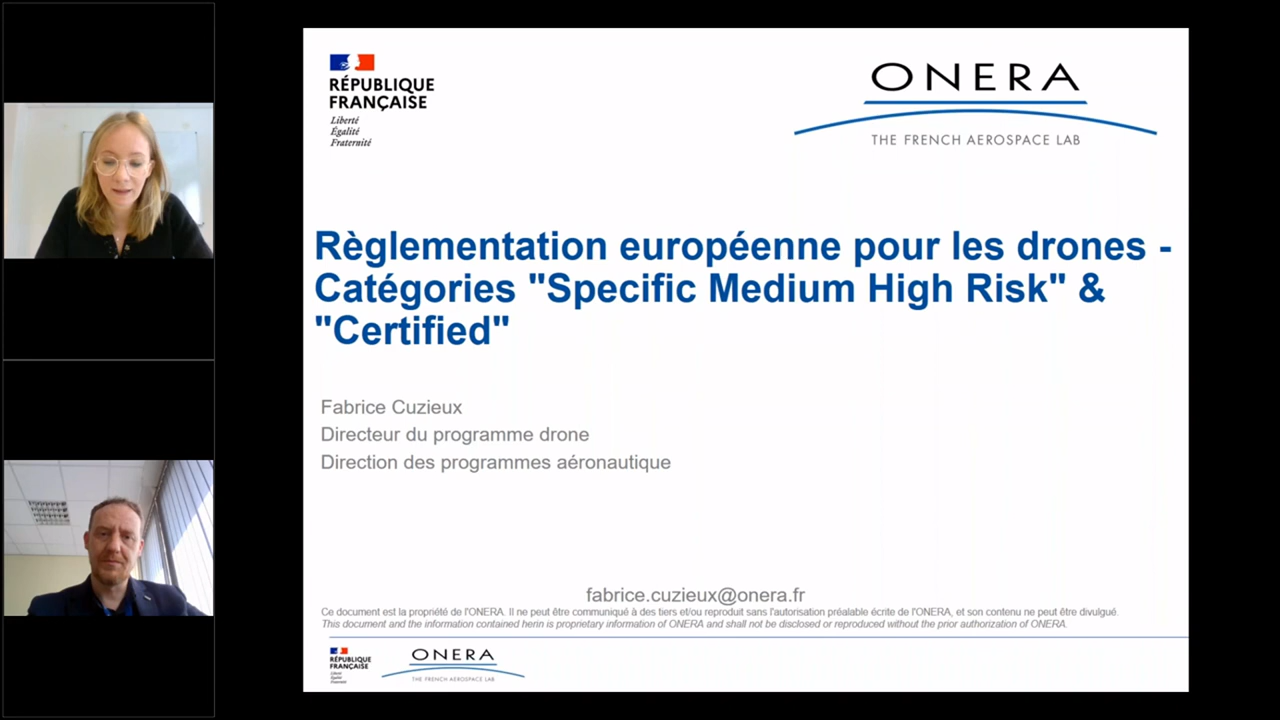 RÉPUBLIQUE
FRANÇAISE
Liberté
Égalité
Fraternité
ONERA
THE FRENCH AEROSPACE LAB
Règlementation européenne pour les drones -
Catégories "Specific Medium High Risk" &
"Certified"
Fabrice Cuzieux
Directeur du programme drone
Direction des programmes aéronautique
fabrice.cuzieux@onera.fr
Ce document est la propriété de l'ONERA. Il ne peut être communiqué à des tiers et/ou reproduit sans l'autorisation préalable écrite de l'ONERA, et son contenu ne peut être divulgué.
This document and the information contained herin is proprietary information of ONERA and shall not be disclosed or reproduced without the prior authorization of ONERA.
RÉPUBLIQUE
FRANÇAISE
Liberté
Égalité
Fraternité
ONERA
THE FRENCH AEROSPACE LAB